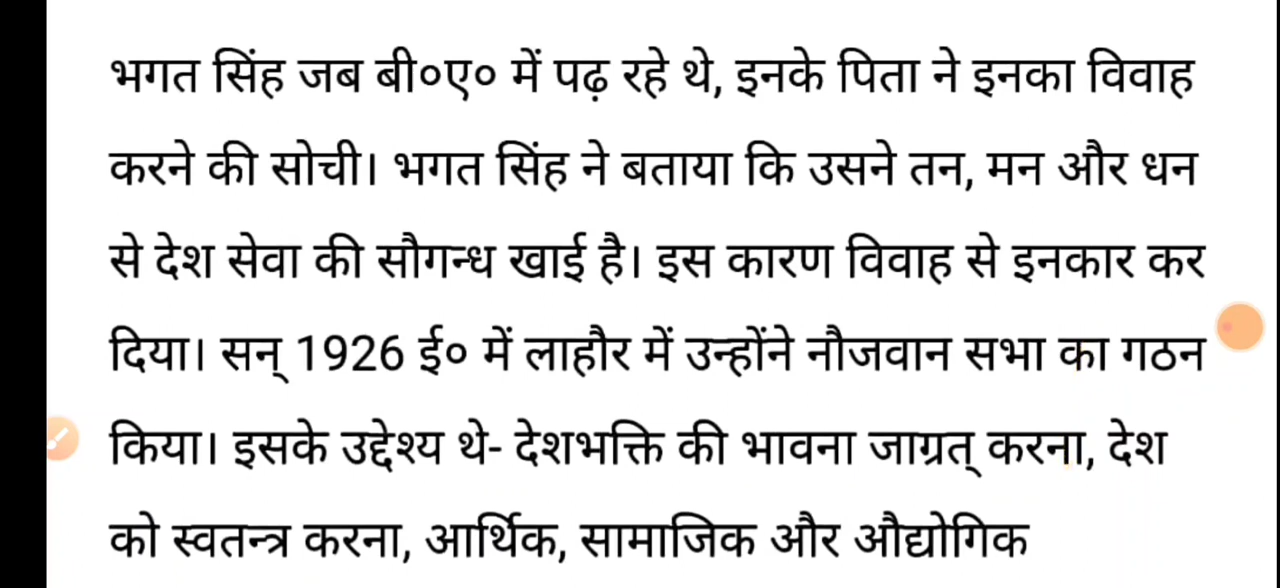 भगत सिंह जब बी०ए० में पढ़ रहे थे, इनके पिता ने इनका विवाह
करने की सोची। भगत सिंह ने बताया कि उसने तन, मन और धन
से देश सेवा की सौगन्ध खाई है। इस कारण विवाह से इनकार कर
दिया। सन् 1926 ई० में लाहौर में उन्होंने नौजवान सभा का गठन
किया। इसके उद्देश्य थे- देशभक्ति की भावना जाग्रत् करना, देश
को स्वतन्त्र करना, आर्थिक, सामाजिक और औद्योगिक